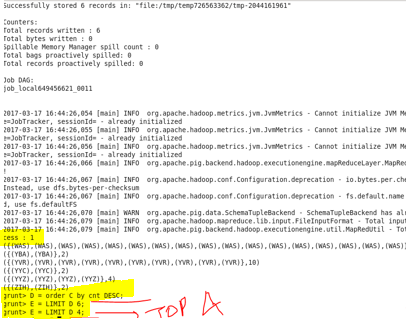 Successfully stored 6 records in: "file:/tmp/temp726563362/tmp-2044161961"
Counters:
Total records written : 6
Total bytes written : 0
Spillable Memory Manager spill count : 0
Total bags proactively spilled: 0
Total records proactively spilled: 0
Job DAG:
job_local649456621_0011
2017-03-17 16:44:26,054 [main] INFO  org.apache.hadoop.metrics.jvm.JvmMetrics - Cannot initialize JVM Me
e=JobTracker, sessionId= - already initialized
2017-03-17 16:44:26,055 [main] INFO  org.apache.hadoop.metrics.jvm.JvmMetrics - Cannot initialize JVM Me
e=JobTracker, sessionId= - already initialized
2017-03-17 16:44:26,056 [main] INFO  org.apache.hadoop.metrics.jvm.JvmMetrics - Cannot initialize JVM Me
e=JobTracker, sessionId= - already initialized
2017-03-17 16:44:26,066 [main] INFO  org.apache.pig.backend.hadoop.executionengine.mapReduceLayer.MapRed
!
2017-03-17 16:44:26,067 [main] INFO  org.apache.hadoop.conf.Configuration.deprecation - io.bytes.per.che
Instead, use dfs.bytes-per-checksum
2017-03-17 16:44:26,067 [main] INFO  org.apache.hadoop.conf.Configuration.deprecation - fs.default.name
d, use fs.defaultFS
2017-03-17 16:44:26,070 [main] WARN  org.apache.pig.data.SchemaTupleBackend - SchemaTupleBackend has alr
2017-03-17 16:44:26,079 [main] INFO  org.apache.hadoop.mapreduce.lib.input.FileInputFormat - Total input
2017-03-17 16:44:26,079 [main] INFO  org.apache.pig.backend.hadoop.executionengine.util.MapRedUtil - Tot
cess : 1
({(WAS),(WAS),(WAS),(WAS),(WAS),(WAS),(WAS),(WAS),(WAS),(WAS),(WAS),(WAS),(WAS),(WAS),(WAS),(WAS)
({(YBA),(YBA)},2)
({(YVR),(YVR),(YVR),(YVR),(YVR),(YVR),(YVR),(YVR),(YVR),(YVR)},10)
({(YYC),(YYC)},2)
({(YYZ),(YYZ),(YYZ),(YYZ)},4)
({(ZIH),(ZIH)},2)
grunt> D = order C by cnt DESC;
grunt> E = LIMIT D 6;
grunt> E = LIMIT D 4; TOP 4